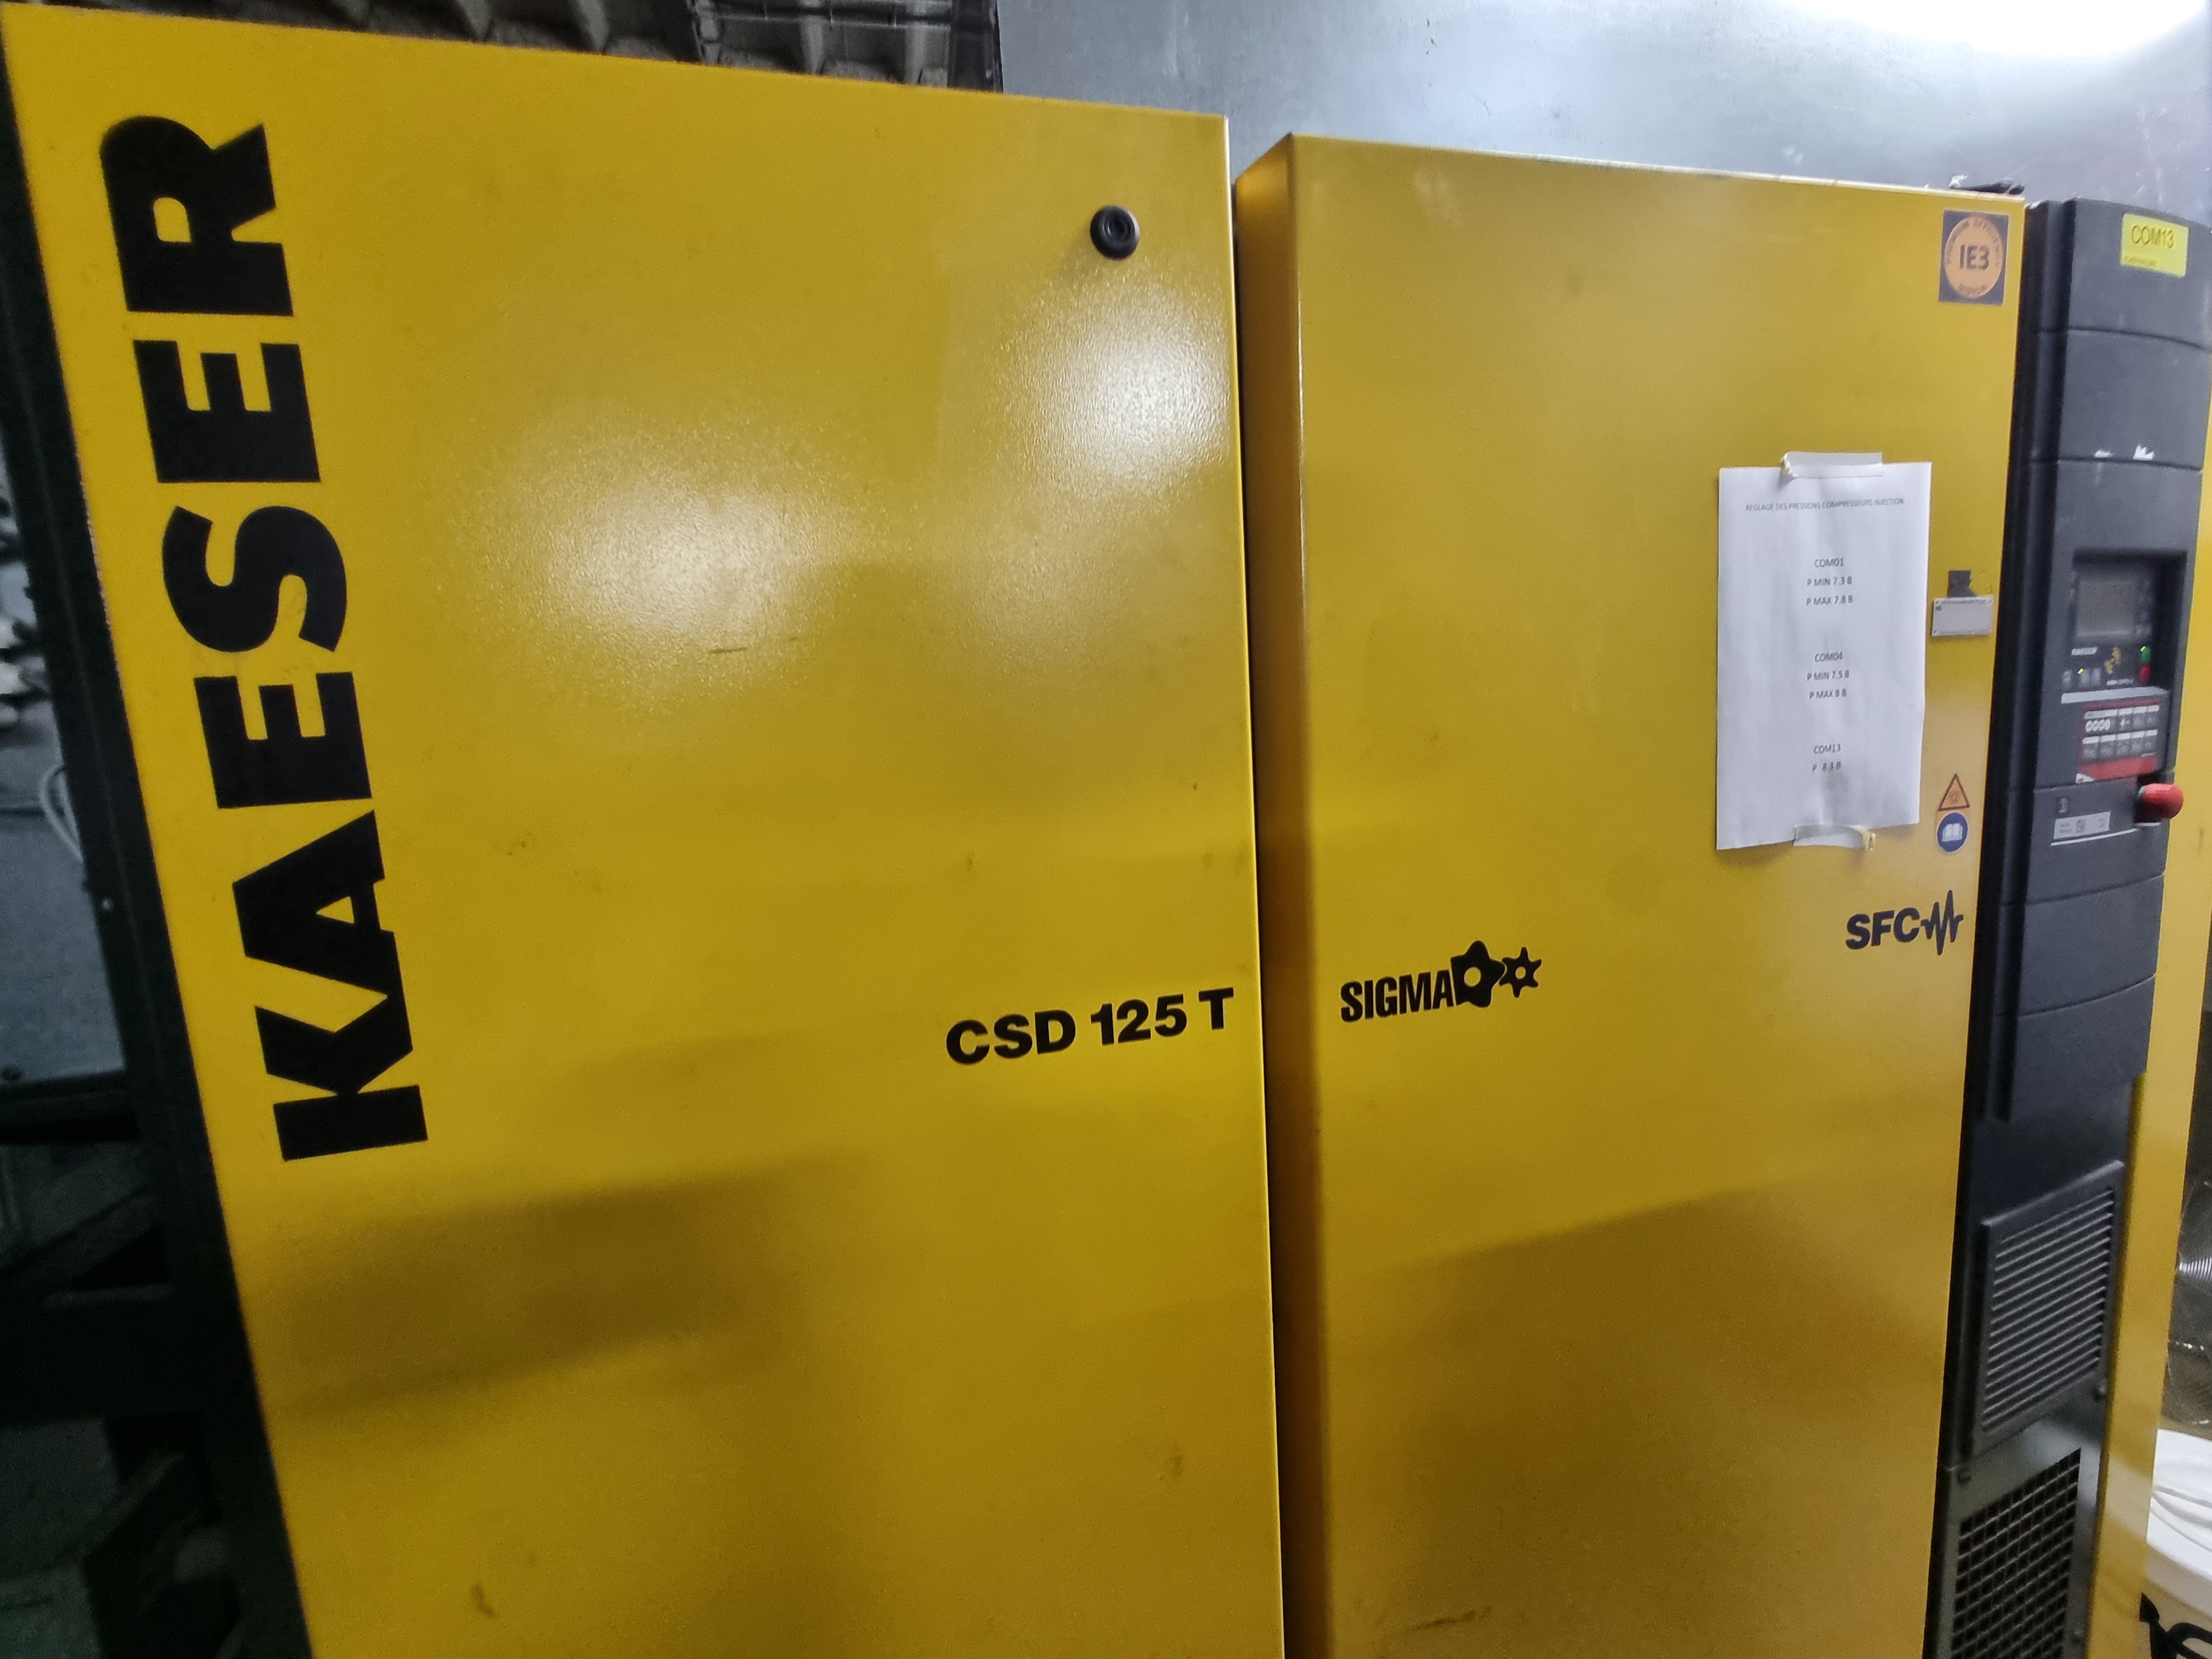 KAESER
CSD 125 T
SIGMA
SFC
IE3
COM13
REGLAGE DES PRESSIONS COMPRESSEURS INJECTION
COM01
P MIN 7.3 B
P MAX 7.8 B
COM04
P MIN 7.5 B
P MAX 8 B
COM13
P 8.3 B
KAESER